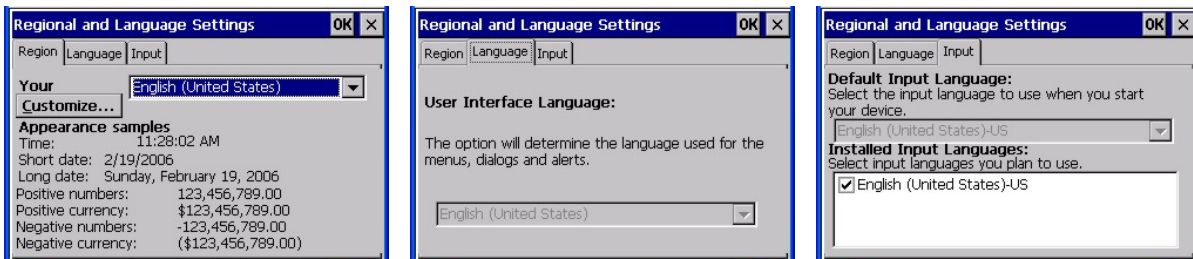 Regional and Language Settings OK ×
Region Language Input
Your English (United States)
Customize...
Appearance samples
Time: 11:28:02 AM
Short date: 2/19/2006
Long date: Sunday, February 19, 2006
Positive numbers: 123,456,789.00
Positive currency: $123,456,789.00
Negative numbers: -123,456,789.00
Negative currency: ($123,456,789.00)
Regional and Language Settings OK ×
Region Language Input
User Interface Language:
The option will determine the language used for the
menus, dialogs and alerts.
English (United States)
Regional and Language Settings OK ×
Region Language Input
Default Input Language:
Select the input language to use when you start
your device.
English (United States)-US
Installed Input Languages:
Select input languages you plan to use.
English (United States)-US